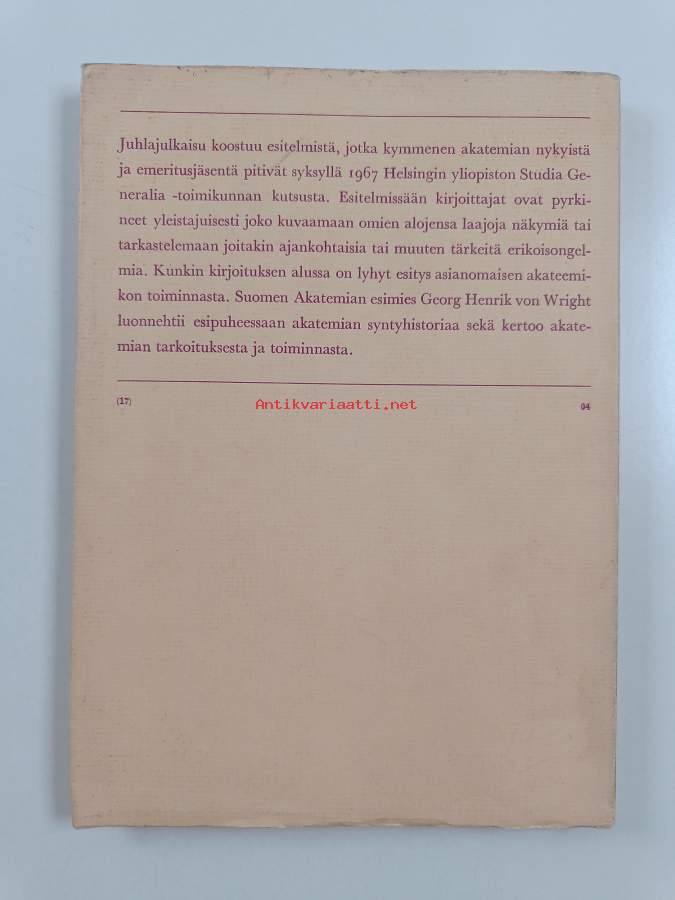 Juhlajulkaisu koostuu esitelmistä, jotka kymmenen akatemian nykyistä
ja emeritusjäsentä pitivät syksyllä 1967 Helsingin yliopiston Studia Ge-
neralia -toimikunnan kutsusta. Esitelmissään kirjoittajat ovat pyrki-
neet yleistajuisesti joko kuvaamaan omien alojensa laajoja näkymiä tai
tarkastelemaan joitakin ajankohtaisia tai muuten tärkeitä erikoisongel-
mia. Kunkin kirjoituksen alussa on lyhyt esitys asianomaisen akateemi-
kon toiminnasta. Suomen Akatemian esimies Georg Henrik von Wright
luonnehtii esipuheessaan akatemian syntyhistoriaa sekä kertoo akate-
mian tarkoituksesta ja toiminnasta.
(17) Antikvariaatti.net 04